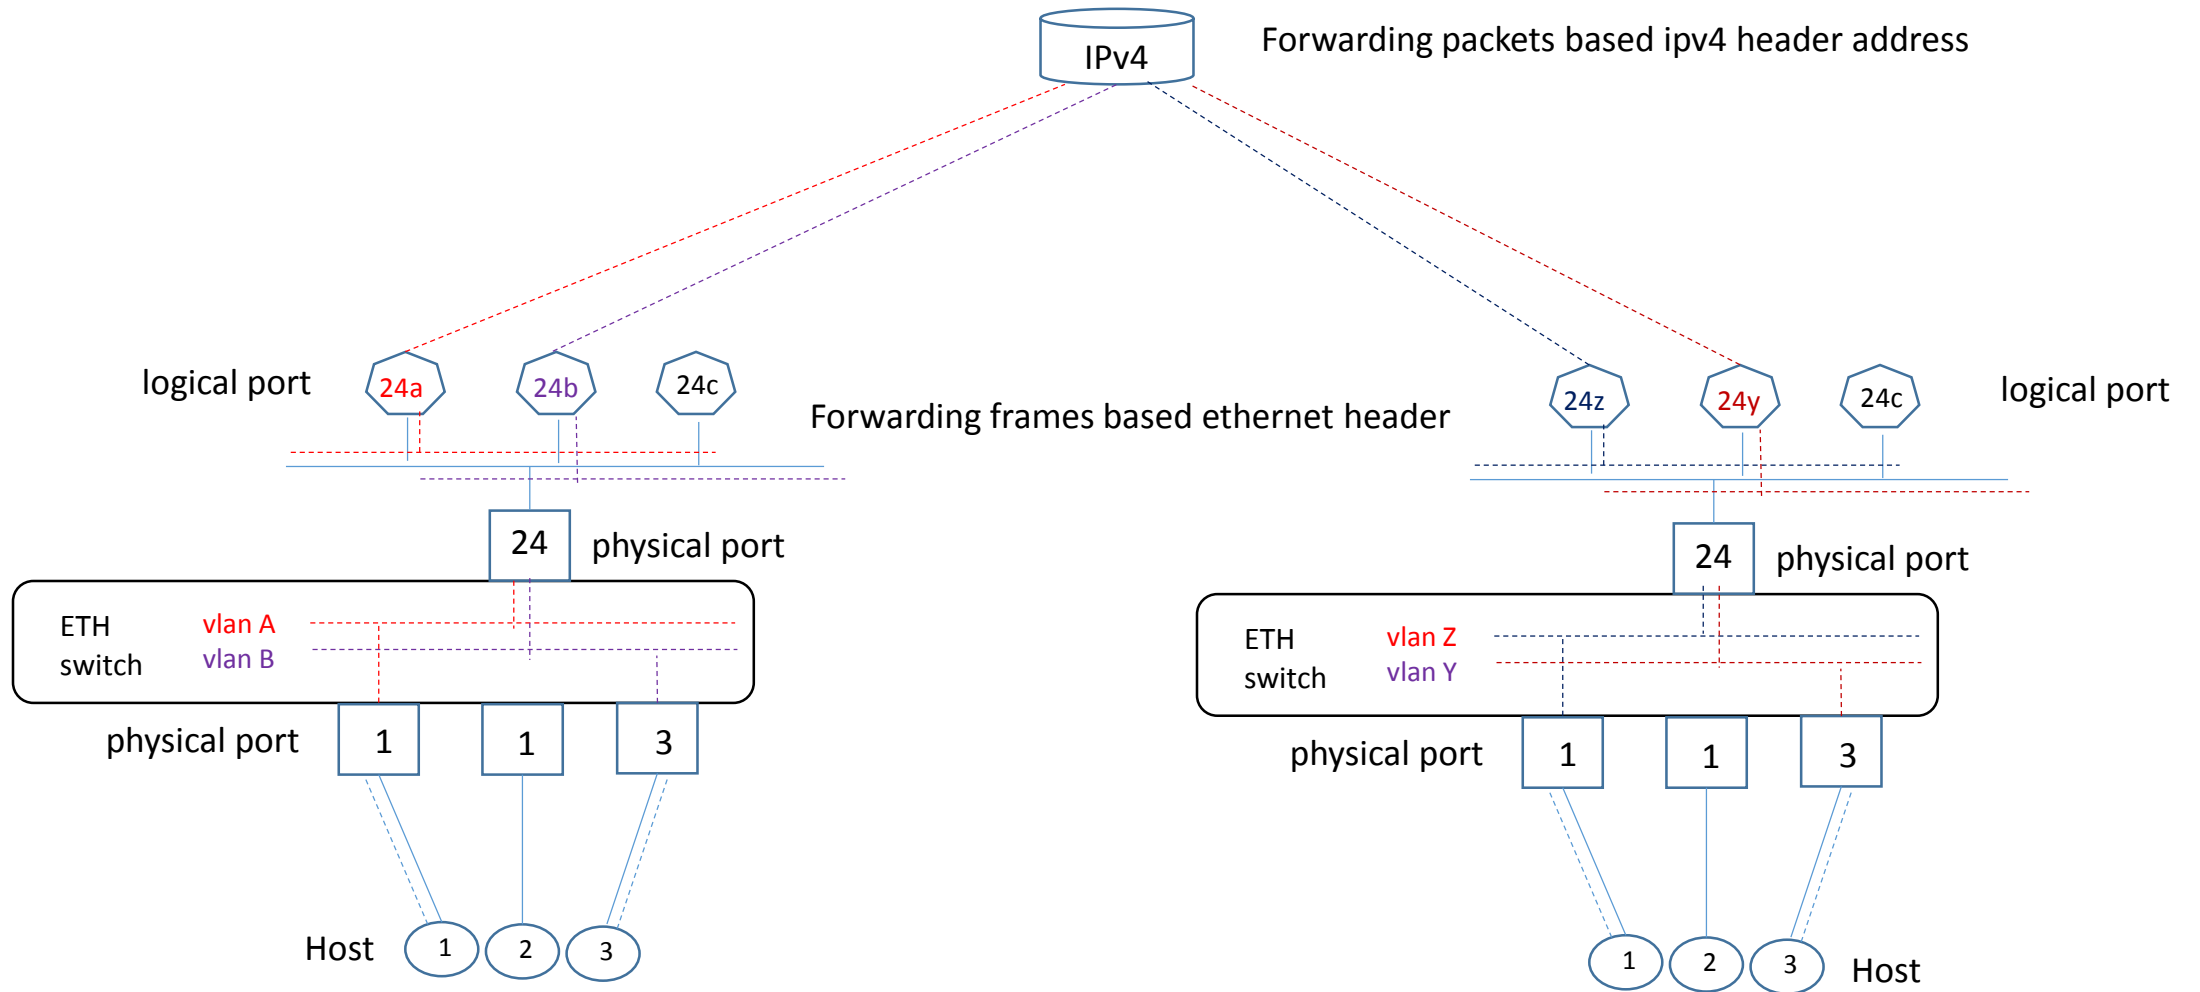 IPv4
Forwarding packets based ipv4 header address
logical port
24a
24b
24c
Forwarding frames based ethernet header
24z
24y
24c
logical port
24
physical port
24
physical port
ETH
switch
vlan A
vlan B
ETH
switch
vlan Z
vlan Y
physical port
1
1
3
physical port
1
1
3
Host
1
2
3
1
2
3
Host